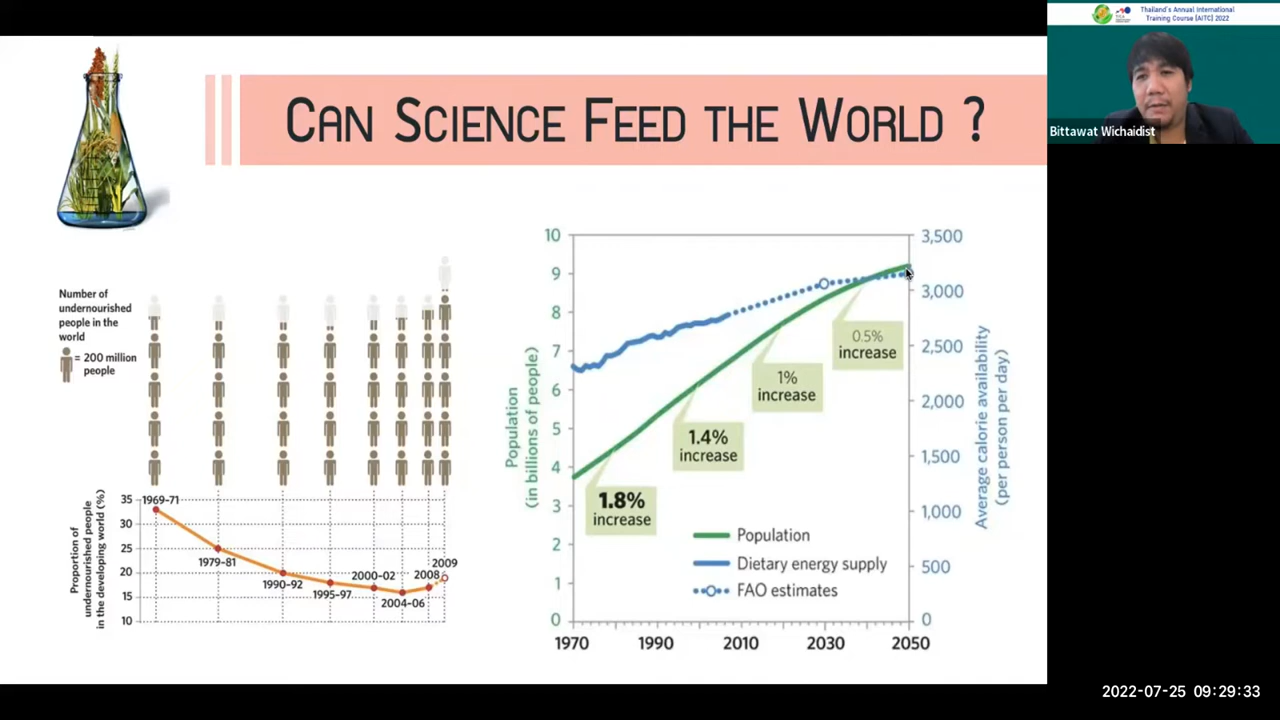 CAN SCIENCE FEED THE WORLD ?
Thailand's Annual International
Training Course (AITC) 2022
Bittawat Wichaidist
Number of
undernourished
people in the
world
= 200 million
people
Proportion of
undernourished people
in the developing world (%)
35
30
25
20
15
10
1969–71
1979–81
1990–92
1995–97
2000–02
2004–06
2008
2009
Population
(in billions of people)
10
9
8
7
6
5
4
3
2
1
0
1.8%
increase
1.4%
increase
1%
increase
0.5%
increase
Population
Dietary energy supply
FAO estimates
3,500
3,000
2,500
2,000
1,500
1,000
500
0
Average calorie availability
(per person per day)
1970
1990
2010
2030
2050
2022-07-25 09:29:33